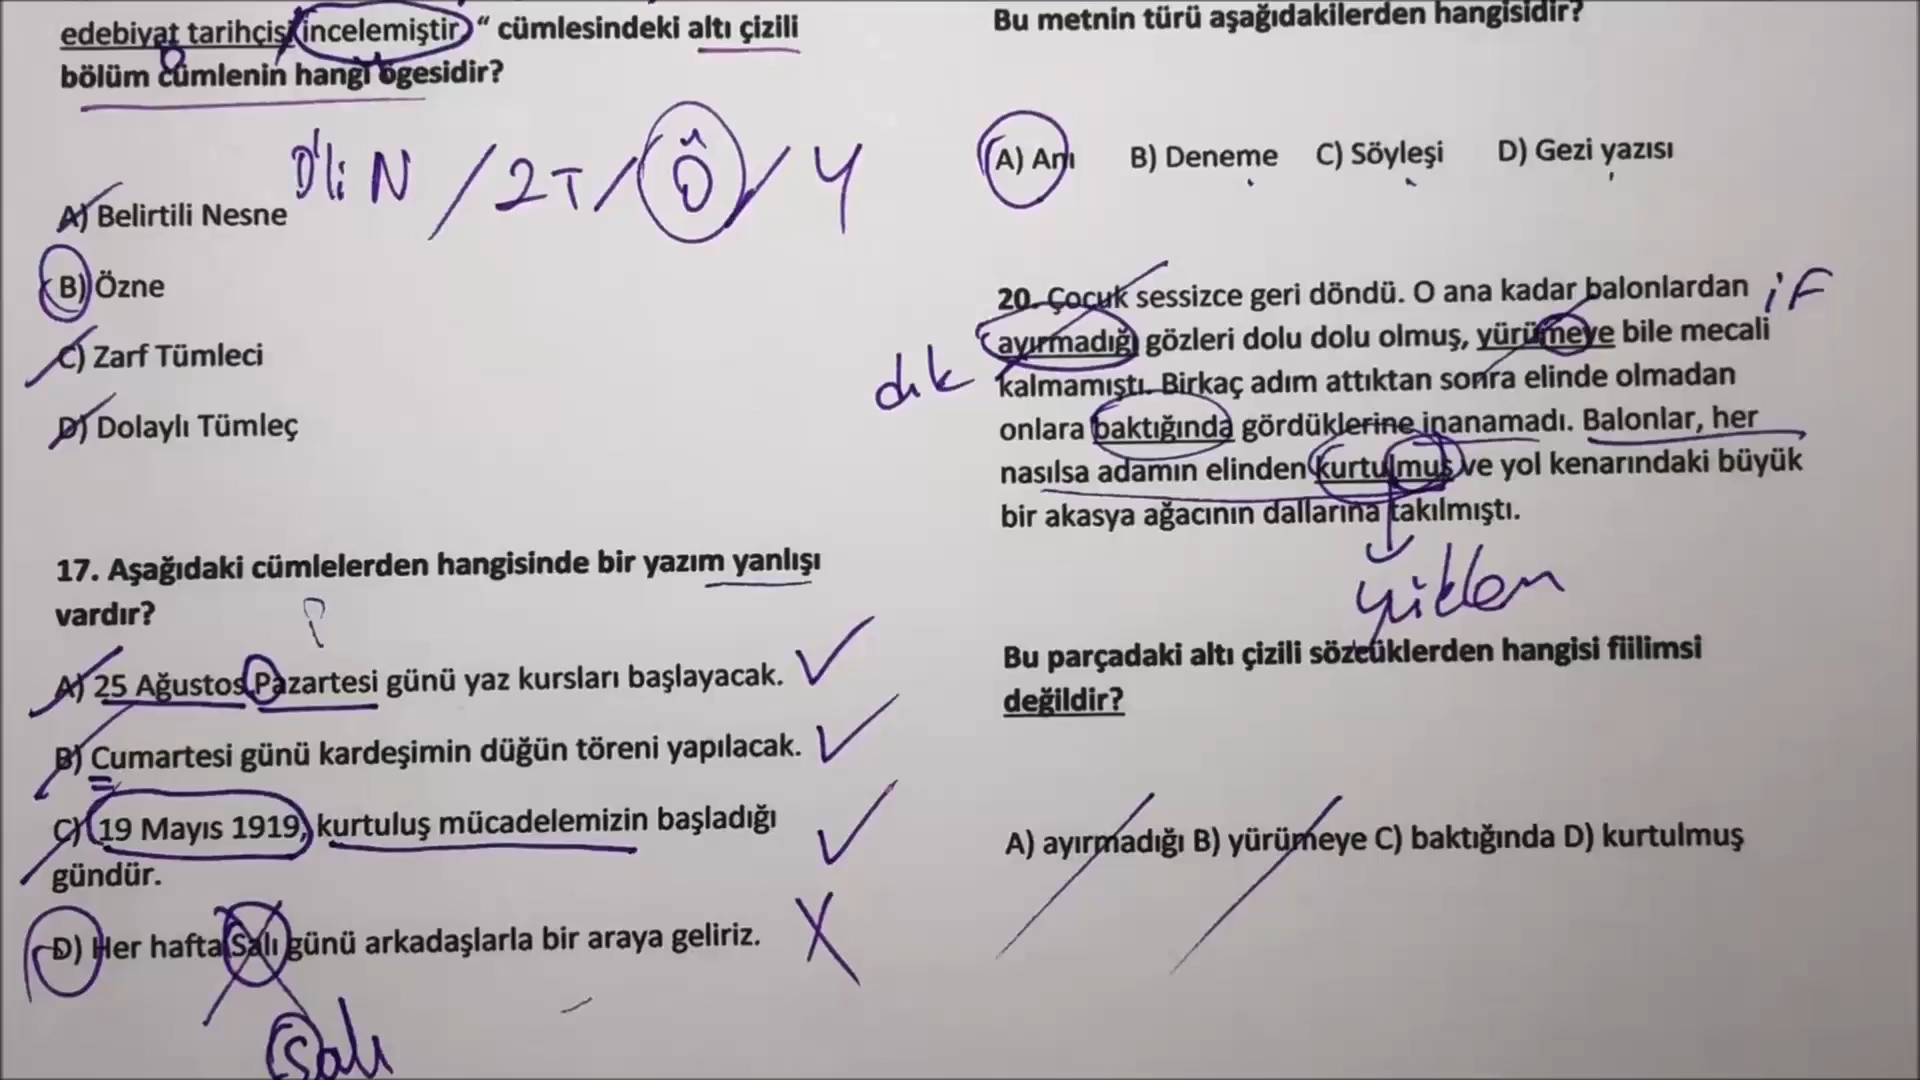 edebiyat tarihçisi incelemiştir “ cümlesindeki altı çizili
bölüm cümlenin hangi ögesidir?
D'li N / 2T / Ö / Y
A) Belirtili Nesne
B) Özne
C) Zarf Tümleci
D) Dolaylı Tümleç
17. Aşağıdaki cümlelerden hangisinde bir yazım yanlışı
vardır?
A) 25 Ağustos Pazartesi günü yaz kursları başlayacak.
B) Cumartesi günü kardeşimin düğün töreni yapılacak.
C) 19 Mayıs 1919, kurtuluş mücadelemizin başladığı
gündür.
D) Her hafta Salı günü arkadaşlarla bir araya geliriz.
salı
Bu metnin türü aşağıdakilerden hangisidir?
A) Anı B) Deneme C) Söyleşi D) Gezi yazısı
20. Çocuk sessizce geri döndü. O ana kadar balonlardan
iF
ayırmadığı gözleri dolu dolu olmuş, yürümeye bile mecali
dık
kalmamıştı. Birkaç adım attıktan sonra elinde olmadan
onlara baktığında gördüklerine inanamadı. Balonlar, her
nasılsa adamın elinden kurtulmuş ve yol kenarındaki büyük
bir akasya ağacının dallarına takılmıştı.
yüklem
Bu parçadaki altı çizili sözcüklerden hangisi fiilimsi
değildir?
A) ayırmadığı B) yürümeye C) baktığında D) kurtulmuş